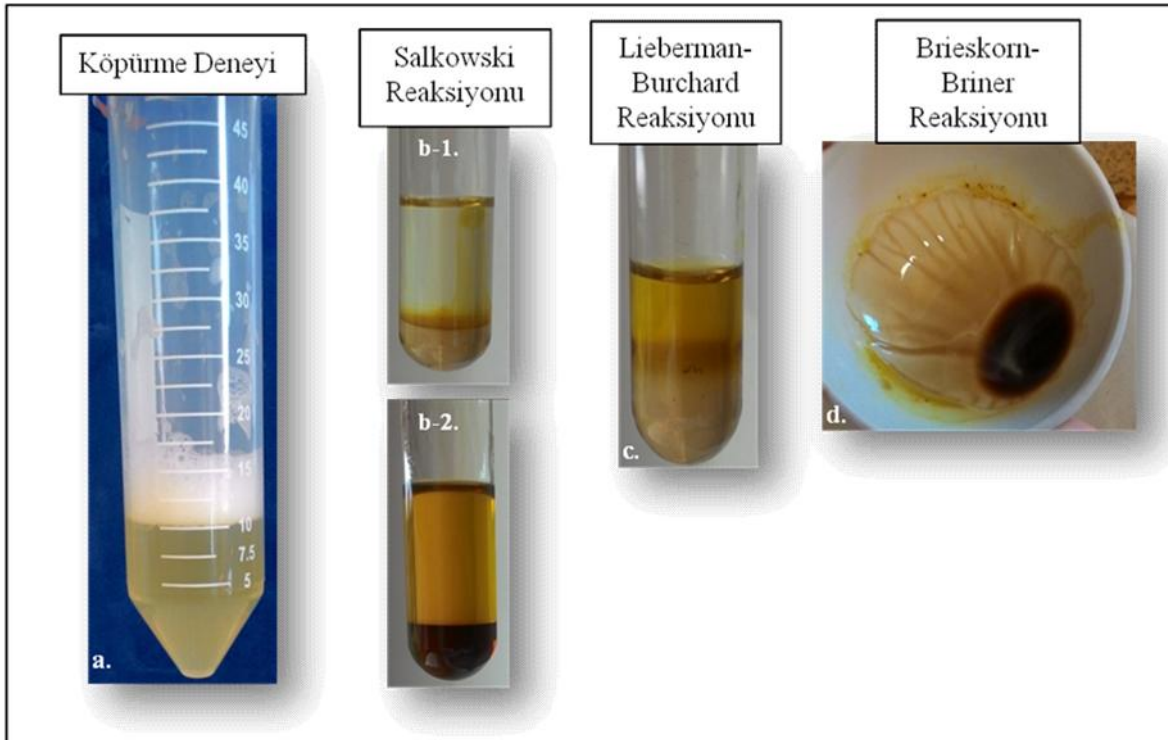 Köpürme Deneyi
45
40
35
30
25
20
15
10
7.5
5
a.
Salkowski
Reaksiyonu
b-1.
b-2.
Lieberman-
Burchard
Reaksiyonu
c.
Brieskorn-
Briner
Reaksiyonu
d.